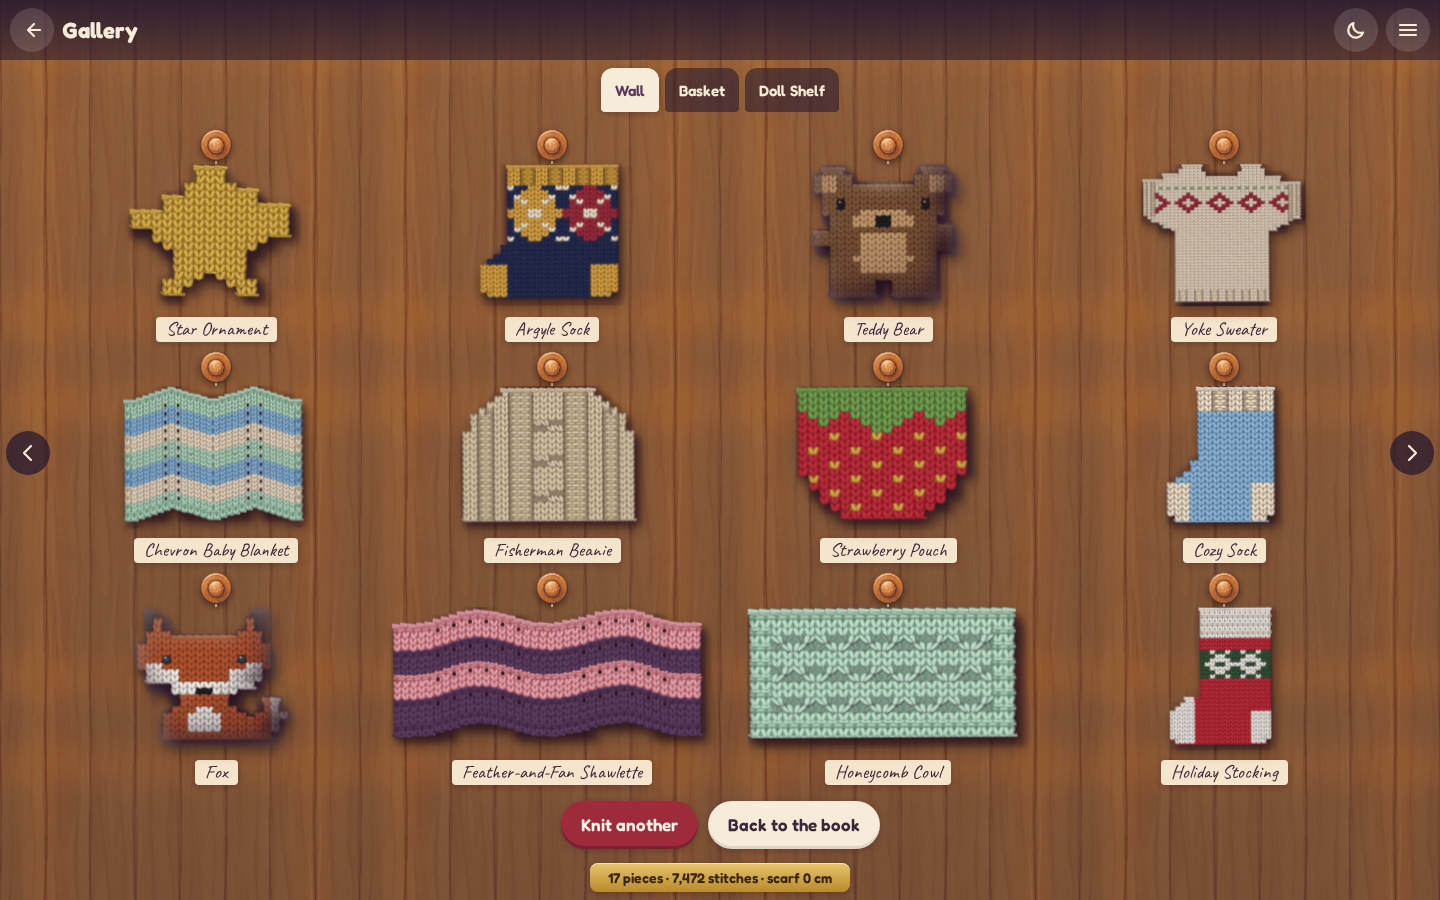 Gallery
Wall
Basket
Doll Shelf
Star Ornament
Argyle Sock
Teddy Bear
Yoke Sweater
Chevron Baby Blanket
Fisherman Beanie
Strawberry Pouch
Cozy Sock
Fox
Feather-and-Fan Shawlette
Honeycomb Cowl
Holiday Stocking
Knit another
Back to the book
17 pieces · 7,472 stitches · scarf 0 cm